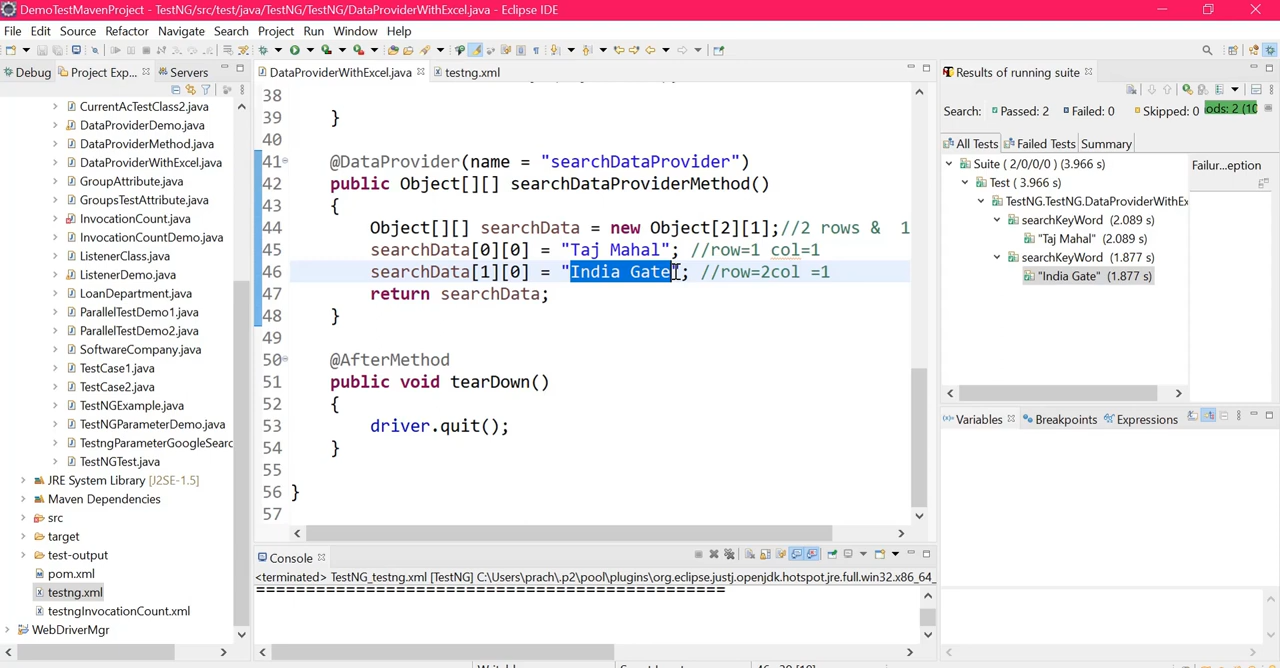 DemoTestMavenProject - TestNG/src/test/java/TestNG/TestNG/DataProviderWithExcel.java - Eclipse IDE
File Edit Source Refactor Navigate Search Project Run Window Help
Debug Project Exp... Servers
CurrentAcTestClass2.java
DataProviderDemo.java
DataProviderMethod.java
DataProviderWithExcel.java
GroupAttribute.java
GroupsTestAttribute.java
InvocationCount.java
InvocationCountDemo.java
ListenerClass.java
ListenerDemo.java
LoanDepartment.java
ParallelTestDemo1.java
ParallelTestDemo2.java
SoftwareCompany.java
TestCase1.java
TestCase2.java
TestNGExample.java
TestNGParameterDemo.java
TestngParameterGoogleSearc
TestNGTest.java
JRE System Library [J2SE-1.5]
Maven Dependencies
src
target
test-output
pom.xml
testng.xml
testngInvocationCount.xml
WebDriverMgr
DataProviderWithExcel.java testng.xml
38
39 }
40
41 @DataProvider(name = "searchDataProvider")
42 public Object[][] searchDataProviderMethod()
43 {
44 Object[][] searchData = new Object[2][1];//2 rows & 1
45 searchData[0][0] = "Taj Mahal"; //row=1 col=1
46 searchData[1][0] = "India Gate"; //row=2col =1
47 return searchData;
48 }
49
50 @AfterMethod
51 public void tearDown()
52 {
53 driver.quit();
54 }
55
56 }
57
Console
<terminated> TestNG_testng.xml [TestNG] C:\Users\prach\.p2\pool\plugins\org.eclipse.justj.openjdk.hotspot.jre.full.win32.x86_64_
===============================================
Results of running suite
Search: Passed: 2 Failed: 0 Skipped: 0 ods: 2 (10
All Tests Failed Tests Summary
Suite ( 2/0/0/0 ) (3.966 s)
Test ( 3.966 s)
TestNG.TestNG.DataProviderWithEx
searchKeyWord (2.089 s)
"Taj Mahal" (2.089 s)
searchKeyWord (1.877 s)
"India Gate" (1.877 s)
Failur...eption
Variables Breakpoints Expressions